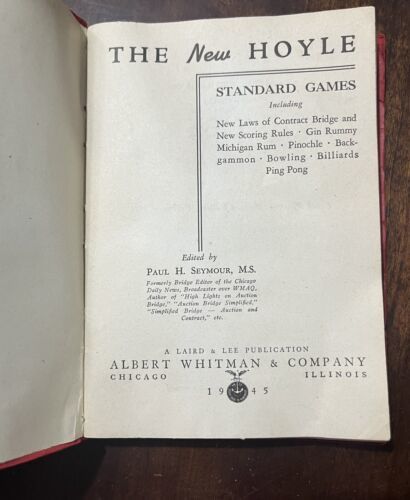 THE New HOYLE
STANDARD GAMES
Including
New Laws of Contract Bridge and
New Scoring Rules · Gin Rummy
Michigan Rum · Pinochle · Back-
gammon · Bowling · Billiards
Ping Pong
Edited by
PAUL H. SEYMOUR, M.S.
Formerly Bridge Editor of the Chicago
Daily News, Broadcaster over WMAQ,
Author of "High Lights on Auction
Bridge," "Auction Bridge Simplified,"
"Simplified Bridge — Auction and
Contract," etc.
A LAIRD & LEE PUBLICATION
ALBERT WHITMAN & COMPANY
CHICAGO ILLINOIS
1945